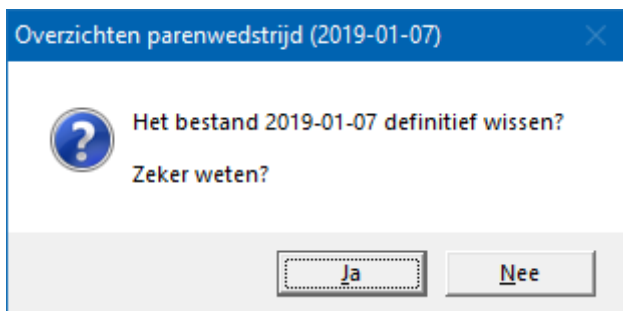 Overzichten parenwedstrijd (2019-01-07)
Het bestand 2019-01-07 definitief wissen?
Zeker weten?
Ja
Nee